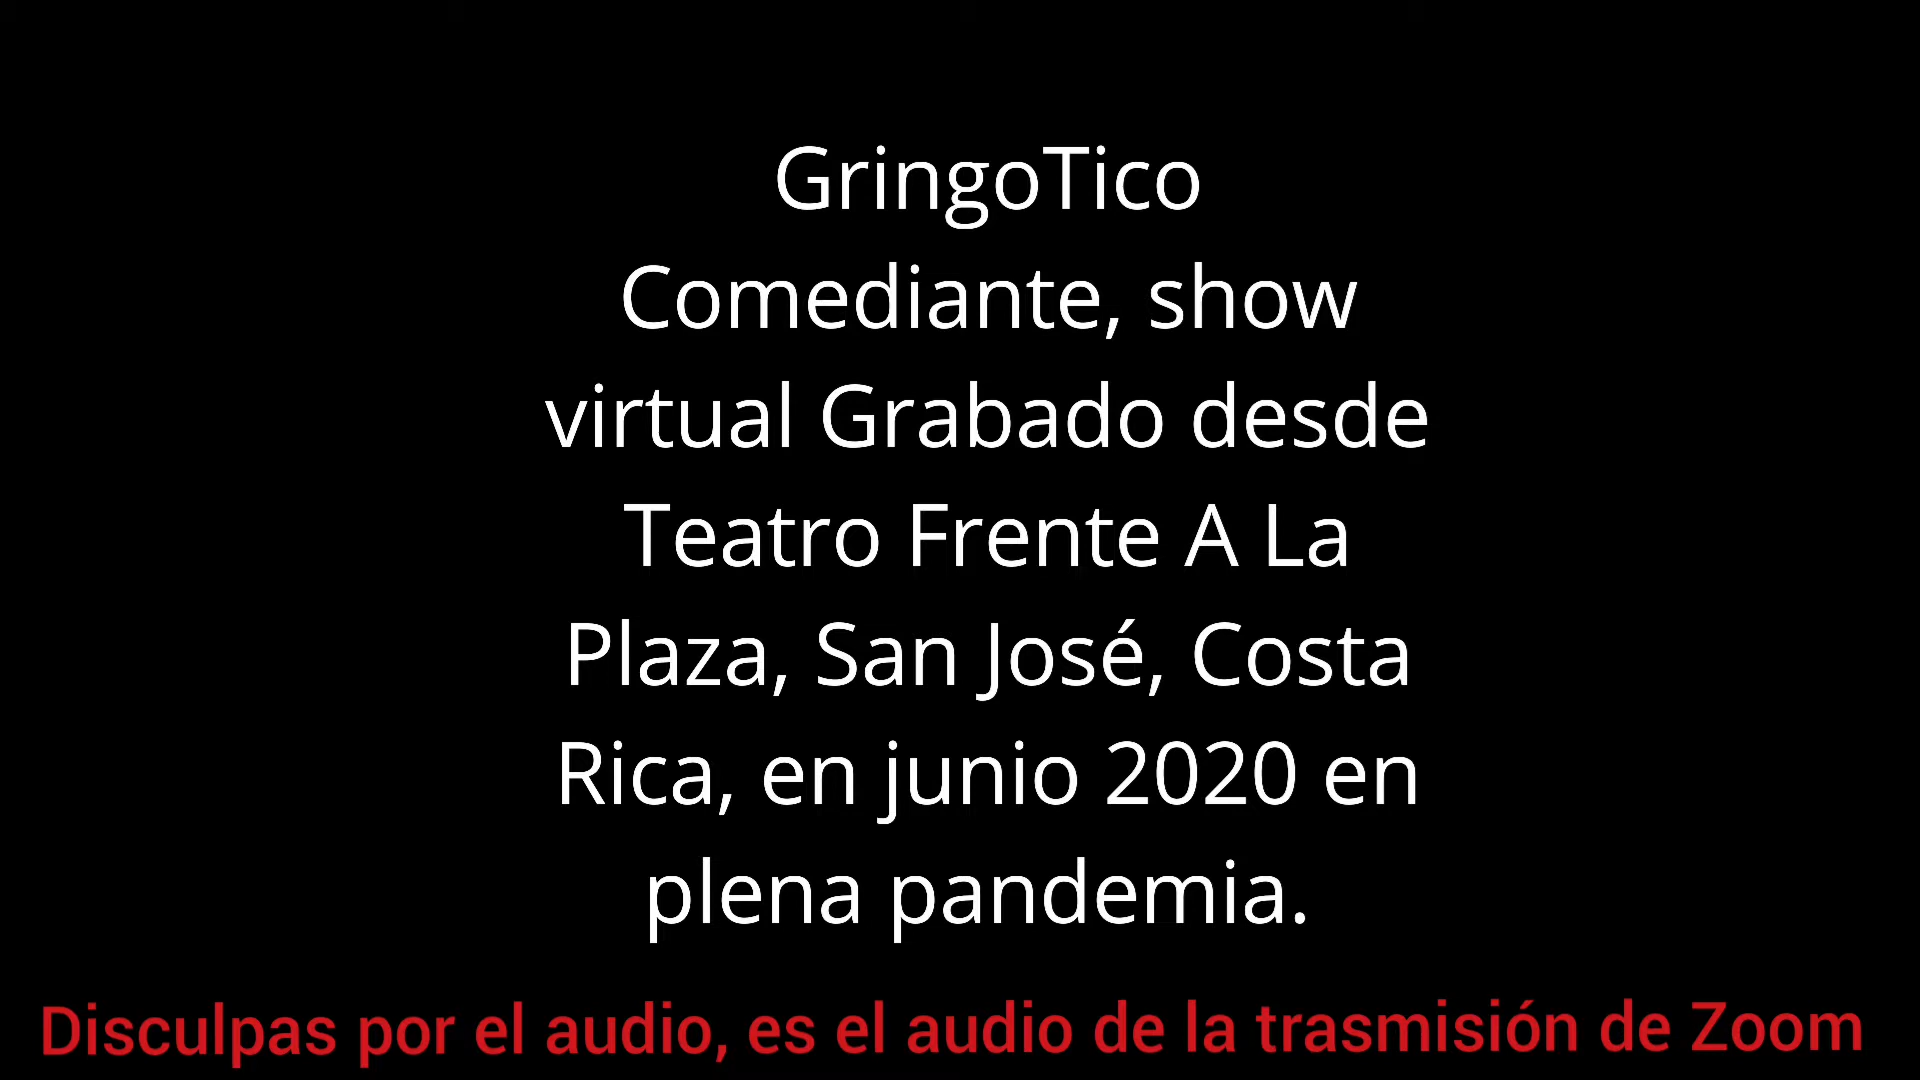 GringoTico
Comediante, show
virtual Grabado desde
Teatro Frente A La
Plaza, San José, Costa
Rica, en junio 2020 en
plena pandemia.
Disculpas por el audio, es el audio de la trasmisión de Zoom